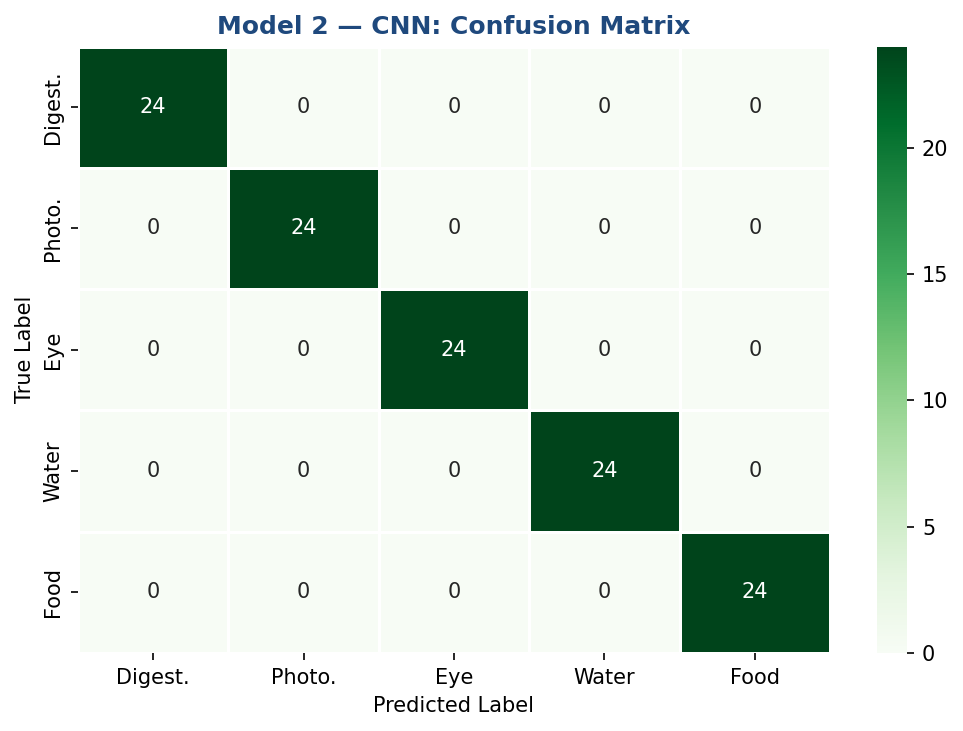 Model 2 — CNN: Confusion Matrix
True Label
Digest. 24 0 0 0 0
Photo. 0 24 0 0 0
Eye 0 0 24 0 0
Water 0 0 0 24 0
Food 0 0 0 0 24
Digest. Photo. Eye Water Food
Predicted Label
20
15
10
5
0